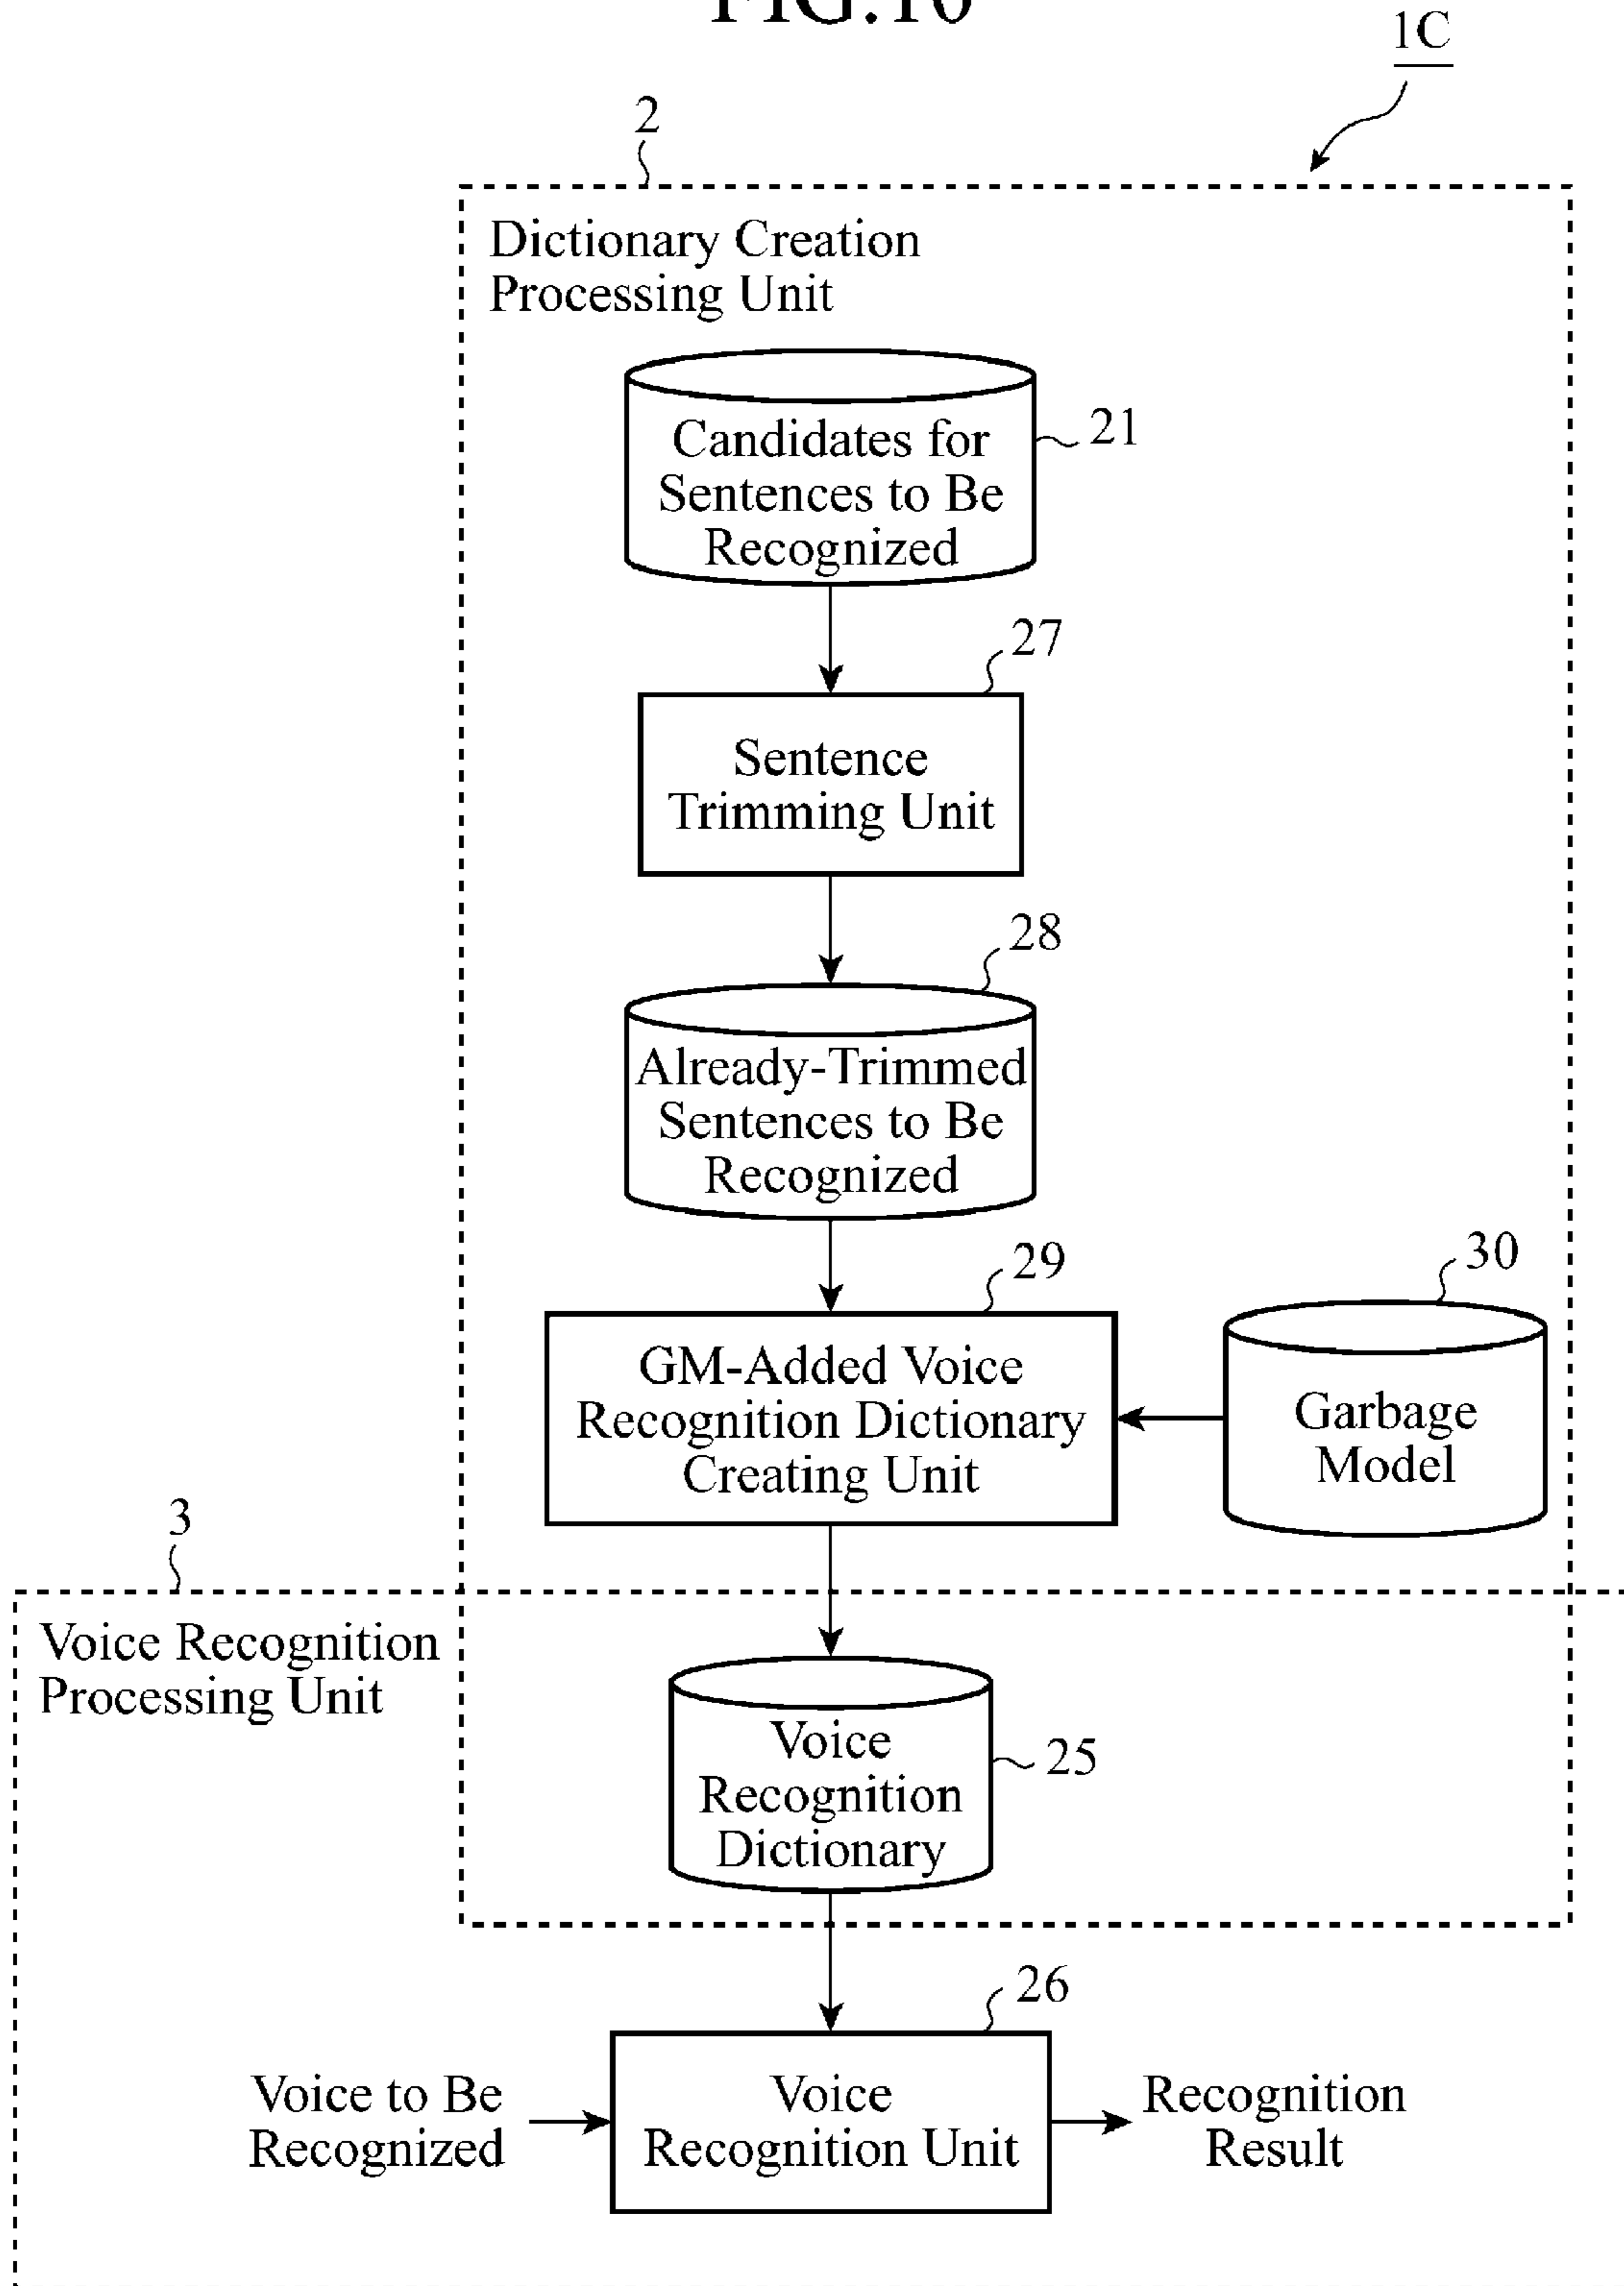 FIG.10
1C
2
Dictionary Creation
Processing Unit
Candidates for
Sentences to Be
Recognized
21
27
Sentence
Trimming Unit
28
Already-Trimmed
Sentences to Be
Recognized
29
30
GM-Added Voice
Recognition Dictionary
Creating Unit
Garbage
Model
3
Voice Recognition
Processing Unit
Voice
Recognition
Dictionary
25
26
Voice to Be
Recognized
Voice
Recognition Unit
Recognition
Result